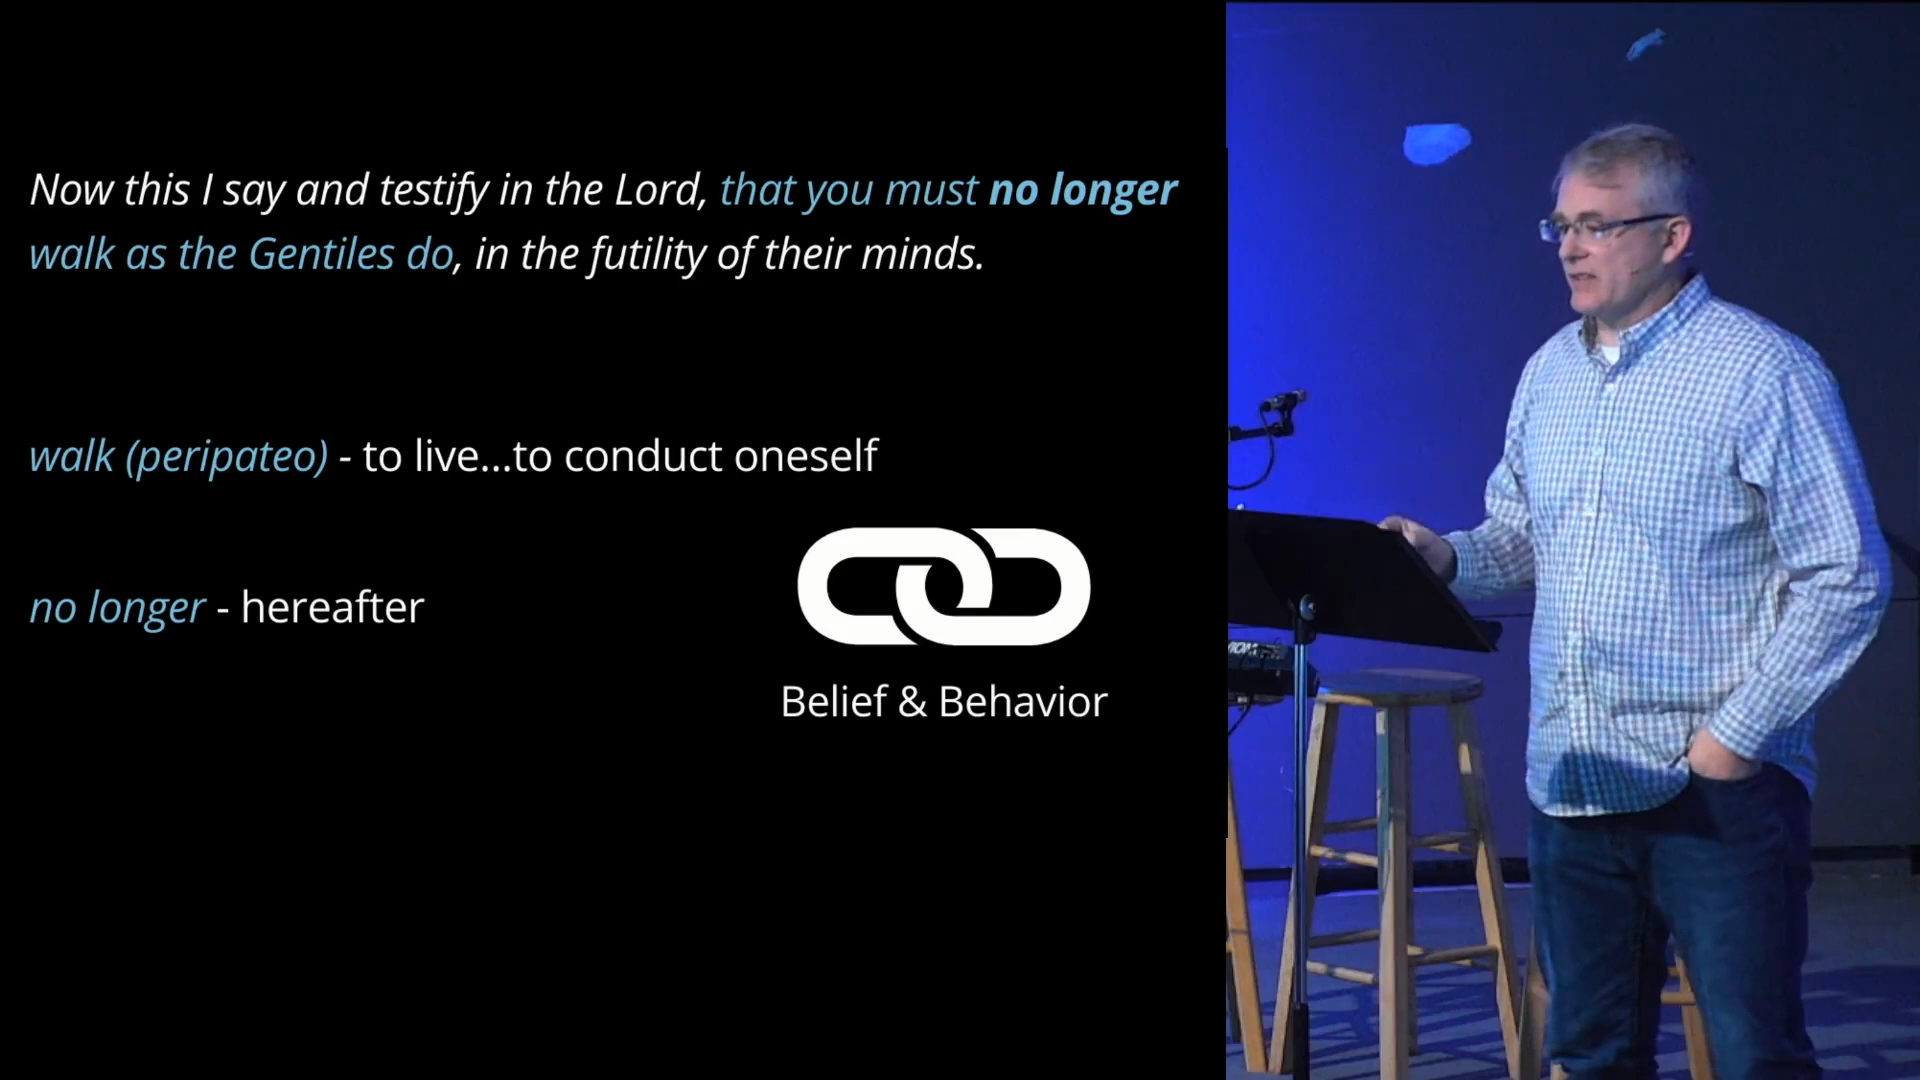 Now this I say and testify in the Lord, that you must no longer
walk as the Gentiles do, in the futility of their minds.
walk (peripateo) - to live...to conduct oneself
no longer - hereafter
Belief & Behavior